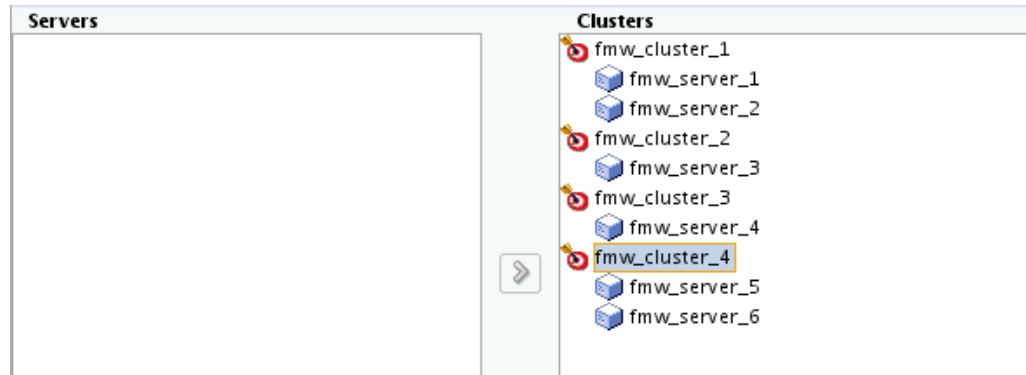 Servers
Clusters
fmw_cluster_1
fmw_server_1
fmw_server_2
fmw_cluster_2
fmw_server_3
fmw_cluster_3
fmw_server_4
fmw_cluster_4
fmw_server_5
fmw_server_6